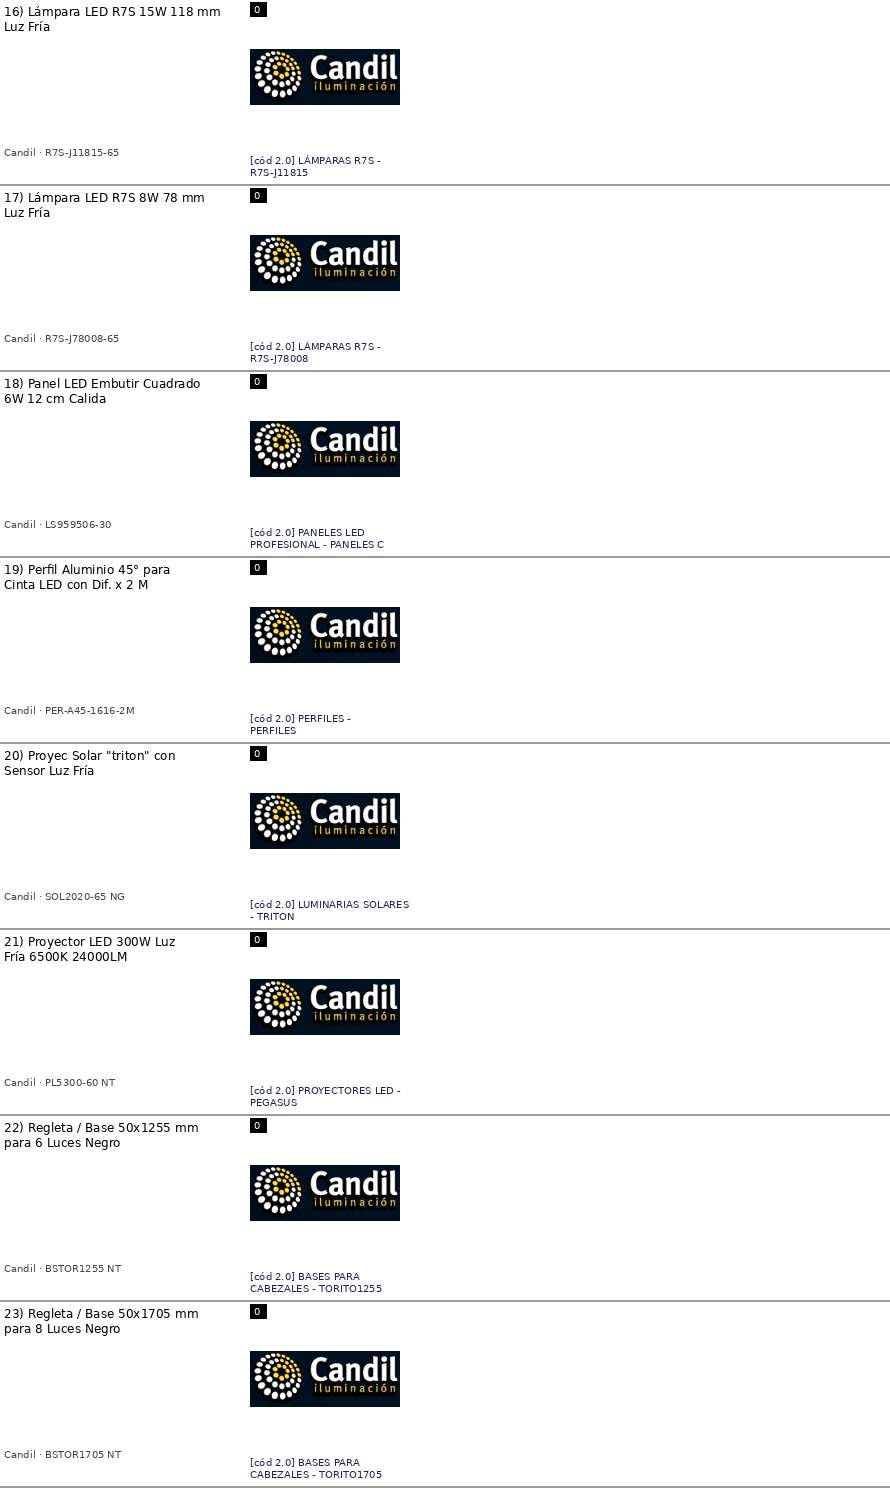 16) Lámpara LED R7S 15W 118 mm
Luz Fría
0
Candil
iluminación
Candil · R7S-J11815-65
[cód 2.0] LÁMPARAS R7S -
R7S-J11815
17) Lámpara LED R7S 8W 78 mm
Luz Fría
0
Candil
iluminación
Candil · R7S-J78008-65
[cód 2.0] LÁMPARAS R7S -
R7S-J78008
18) Panel LED Embutir Cuadrado
6W 12 cm Calida
0
Candil
iluminación
Candil · LS959506-30
[cód 2.0] PANELES LED
PROFESIONAL - PANELES C
19) Perfil Aluminio 45° para
Cinta LED con Dif. x 2 M
0
Candil
iluminación
Candil · PER-A45-1616-2M
[cód 2.0] PERFILES -
PERFILES
20) Proyec Solar "triton" con
Sensor Luz Fría
0
Candil
iluminación
Candil · SOL2020-65 NG
[cód 2.0] LUMINARIAS SOLARES
- TRITON
21) Proyector LED 300W Luz
Fría 6500K 24000LM
0
Candil
iluminación
Candil · PL5300-60 NT
[cód 2.0] PROYECTORES LED -
PEGASUS
22) Regleta / Base 50x1255 mm
para 6 Luces Negro
0
Candil
iluminación
Candil · BSTOR1255 NT
[cód 2.0] BASES PARA
CABEZALES - TORITO1255
23) Regleta / Base 50x1705 mm
para 8 Luces Negro
0
Candil
iluminación
Candil · BSTOR1705 NT
[cód 2.0] BASES PARA
CABEZALES - TORITO1705